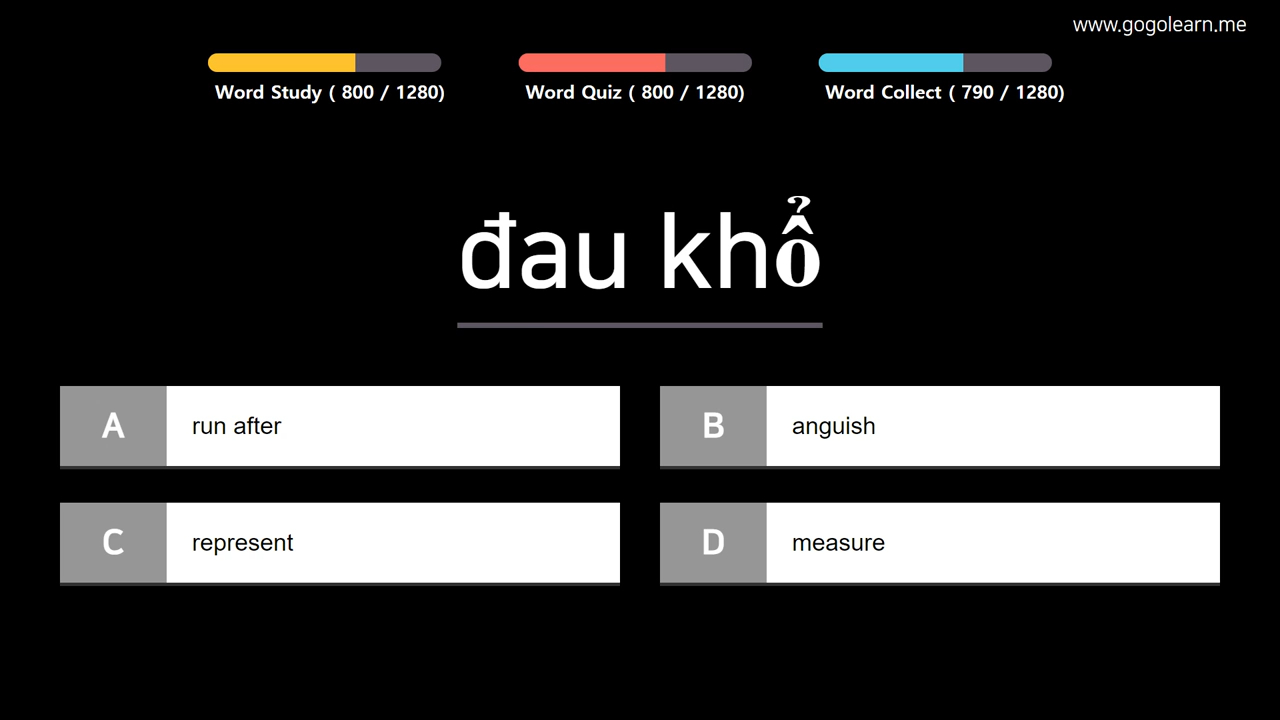 www.gogolearn.me
Word Study ( 800 / 1280)
Word Quiz ( 800 / 1280)
Word Collect ( 790 / 1280)
đau khổ
A run after
B anguish
C represent
D measure